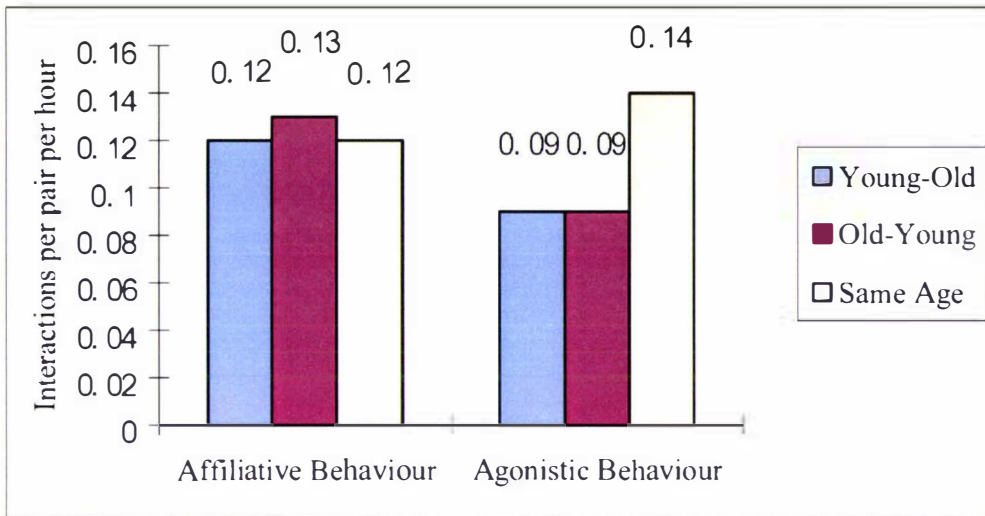 Interactions per pair per hour
0.16
0.14
0.12
0.1
0.08
0.06
0.04
0.02
0
0.12
0.13
0.12
0.09
0.09
0.14
Affiliative Behaviour
Agonistic Behaviour
Young-Old
Old-Young
Same Age